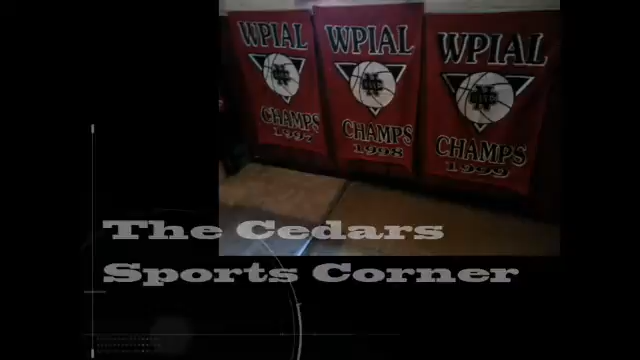 WPIAL
CHAMPS
1997
WPIAL
CHAMPS
1998
WPIAL
CHAMPS
1999
The Cedars
Sports Corner